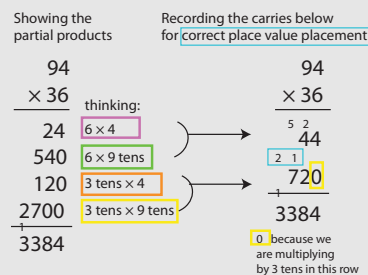 Showing the
partial products
94
× 36
thinking:
24 6 × 4
540 6 × 9 tens
120 3 tens × 4
2700 3 tens × 9 tens
1
3384
Recording the carries below
for correct place value placement
94
× 36
5 2
44
2 1
720
1
3384
0 because we
are multiplying
by 3 tens in this row